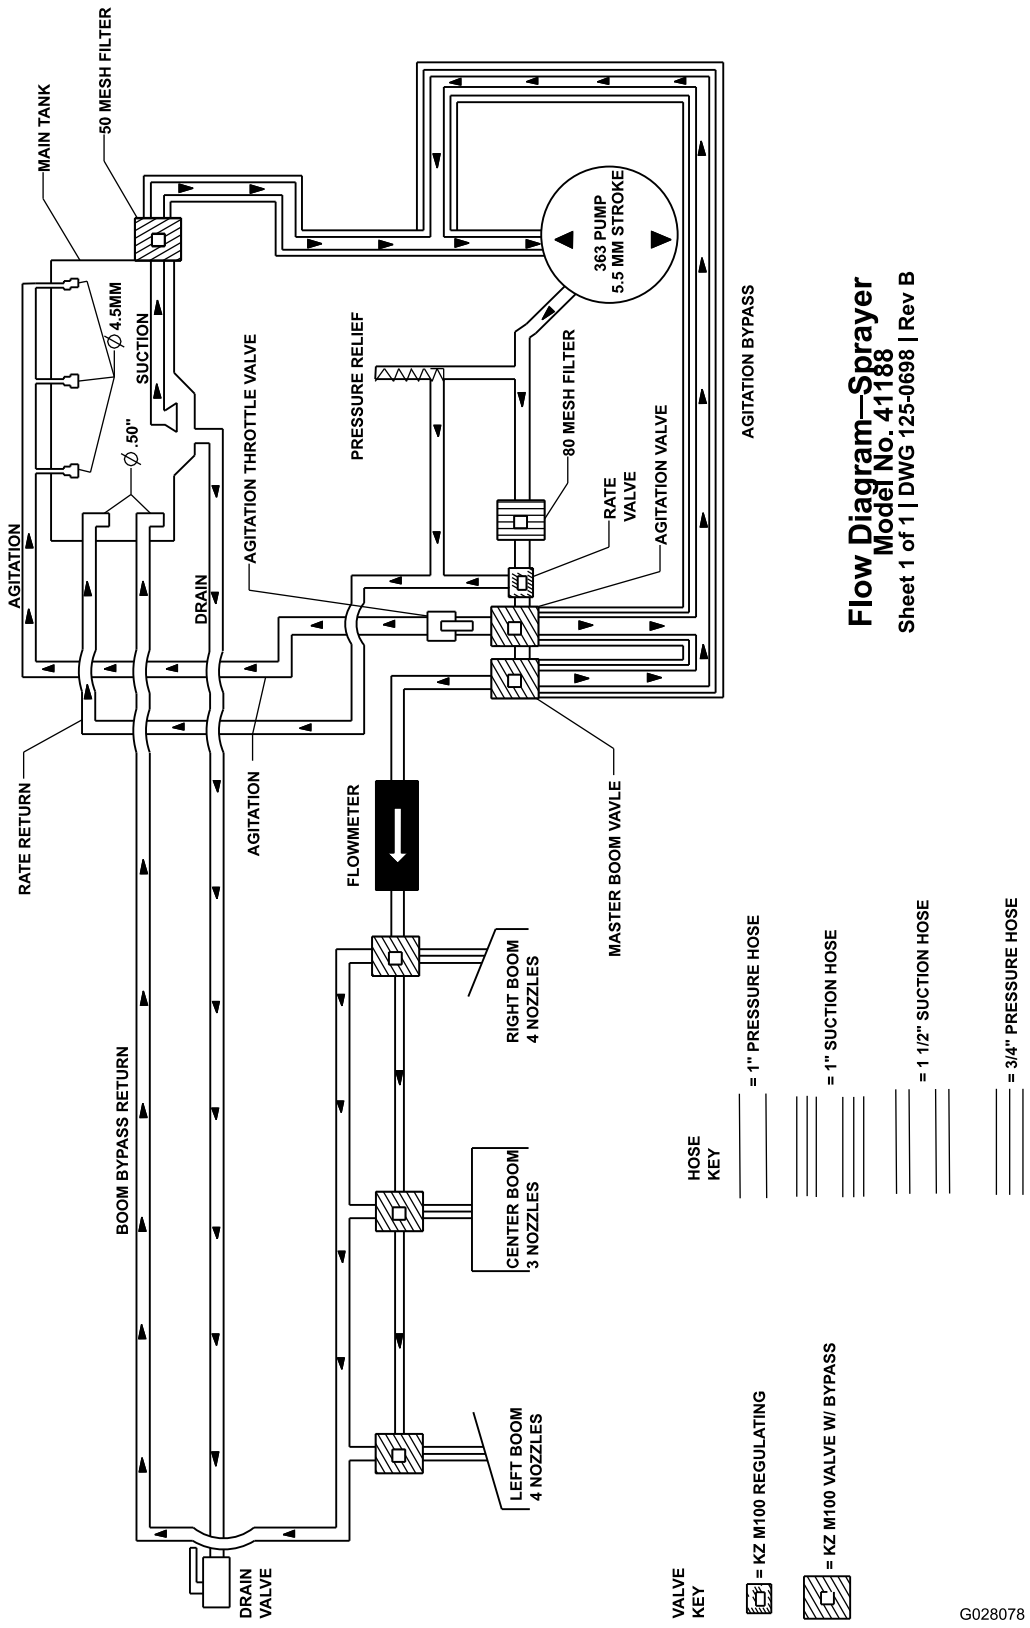 Flow Diagram—Sprayer
Model No. 41188
Sheet 1 of 1 | DWG 125-0698 | Rev B
50 MESH FILTER
MAIN TANK
Ø 4.5MM
SUCTION
Ø .50"
AGITATION
DRAIN
AGITATION THROTTLE VALVE
PRESSURE RELIEF
363 PUMP
5.5 MM STROKE
80 MESH FILTER
RATE
VALVE
AGITATION VALVE
AGITATION BYPASS
RATE RETURN
AGITATION
FLOWMETER
MASTER BOOM VAVLE
BOOM BYPASS RETURN
RIGHT BOOM
4 NOZZLES
CENTER BOOM
3 NOZZLES
LEFT BOOM
4 NOZZLES
DRAIN
VALVE
HOSE
KEY
= 1" PRESSURE HOSE
= 1" SUCTION HOSE
= 1 1/2" SUCTION HOSE
= 3/4" PRESSURE HOSE
VALVE
KEY
= KZ M100 REGULATING
= KZ M100 VALVE W/ BYPASS
G028078